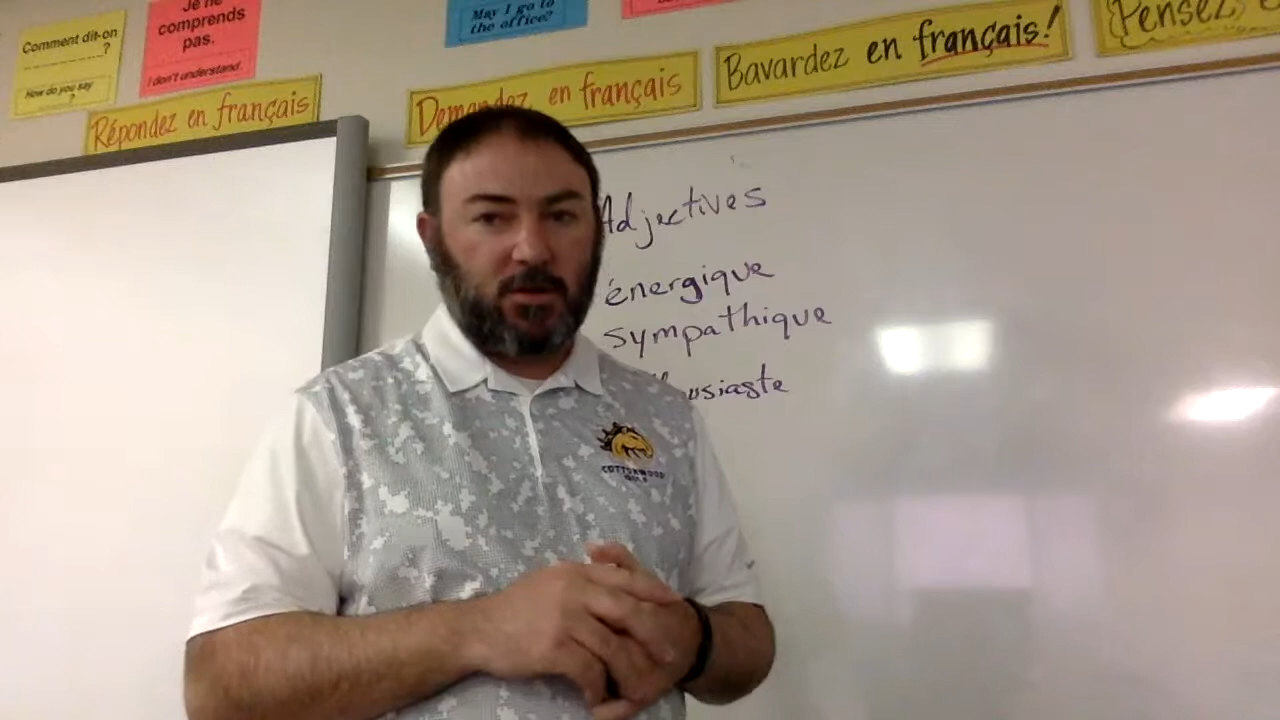 Comment dit-on
?
How do you say
?
Je ne
comprends
pas.
I don't understand.
May I go to
the office?
Répondez en français
Demandez en français
Bavardez en français!
Pensez
Adjectives
énergique
sympathique
COTTONWOOD
GOLF